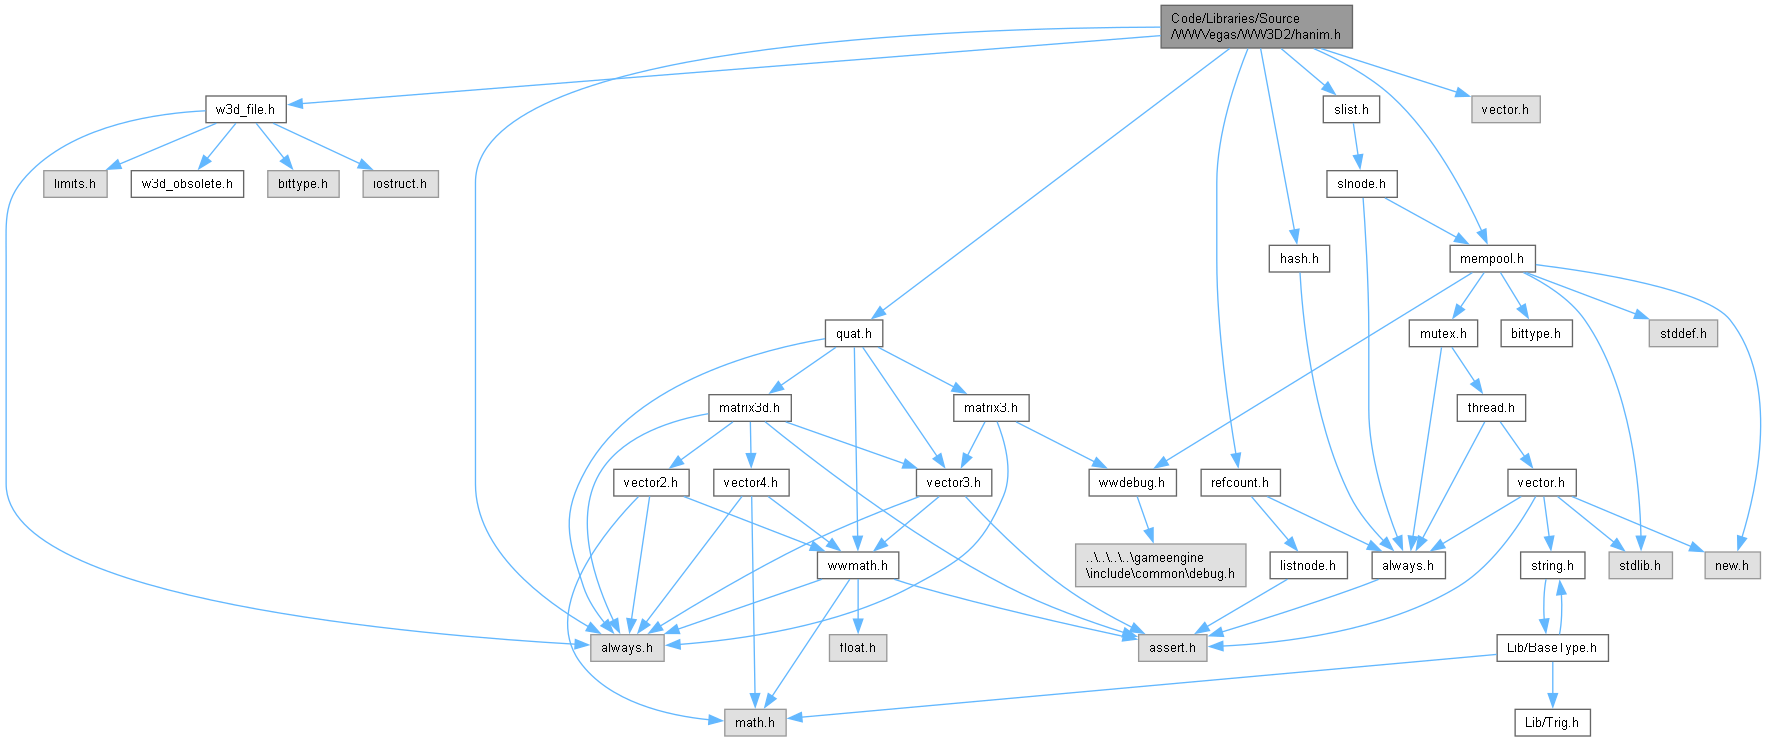 Code/Libraries/Source
/WWVegas/WW3D2/hanim.h
w3d_file.h
slist.h
vector.h
limits.h
w3d_obsolete.h
bittype.h
iostruct.h
slnode.h
hash.h
mempool.h
quat.h
mutex.h
bittype.h
stddef.h
matrix3d.h
matrix3.h
thread.h
vector2.h
vector4.h
vector3.h
wwdebug.h
refcount.h
vector.h
wwmath.h
..\..\..\..\gameengine
\include\common\debug.h
listnode.h
always.h
string.h
stdlib.h
new.h
always.h
float.h
assert.h
Lib/BaseType.h
math.h
Lib/Trig.h